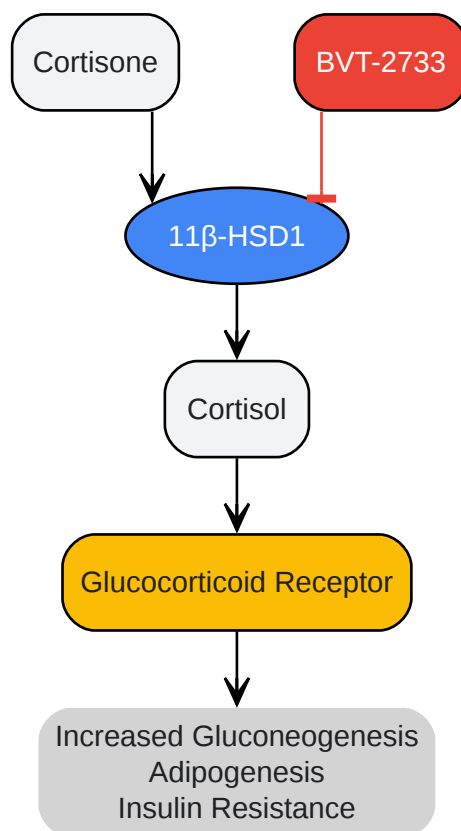 Cortisone
BVT-2733
11β-HSD1
Cortisol
Glucocorticoid Receptor
Increased Gluconeogenesis
Adipogenesis
Insulin Resistance